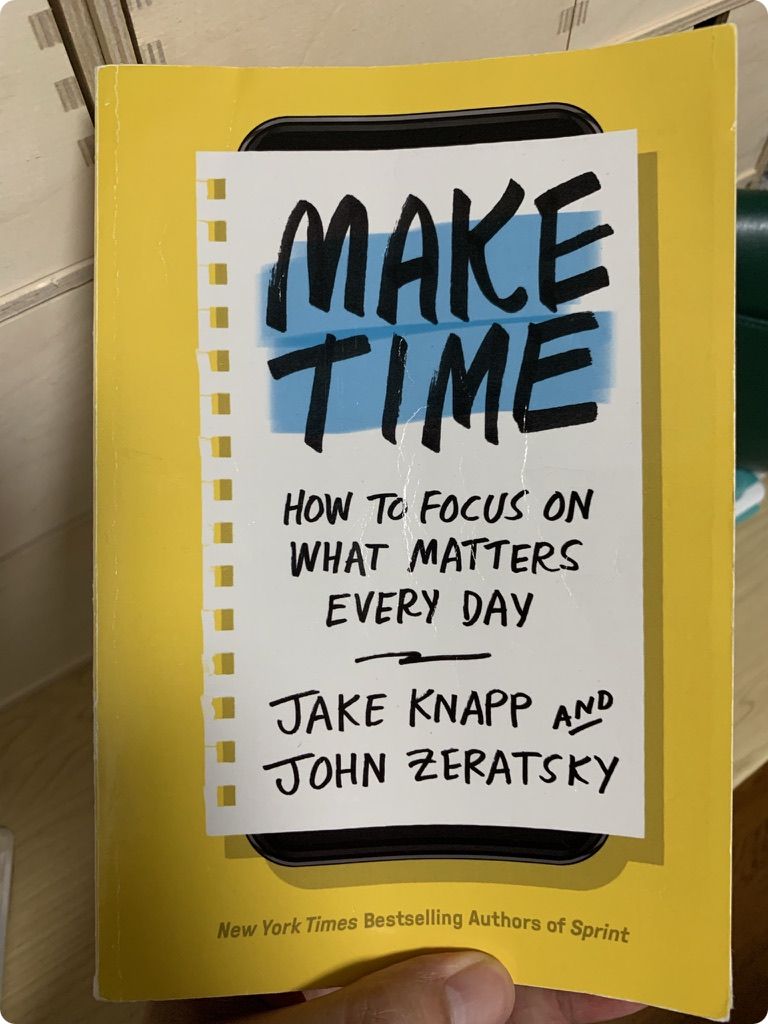 MAKE
TIME
HOW TO FOCUS ON
WHAT MATTERS
EVERY DAY
JAKE KNAPP AND
JOHN ZERATSKY
New York Times Bestselling Authors of Sprint